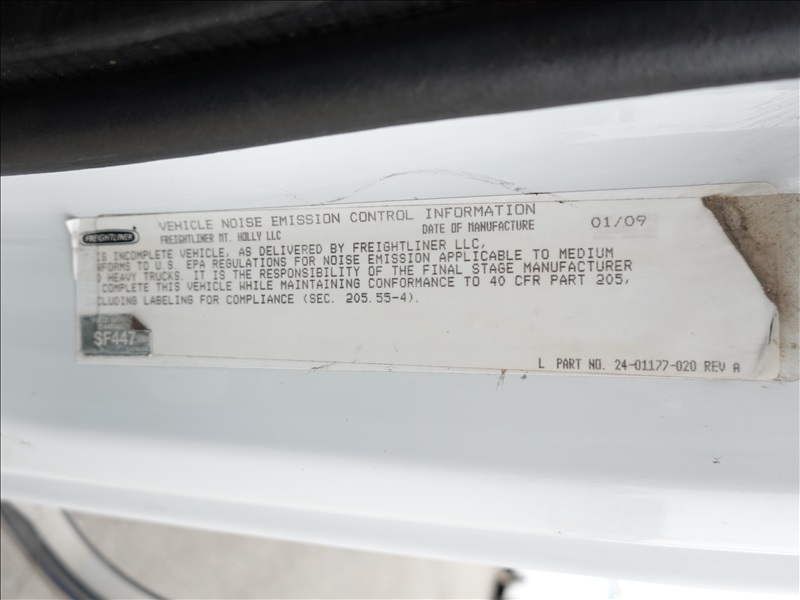 FREIGHTLINER
VEHICLE NOISE EMISSION CONTROL INFORMATION
FREIGHTLINER MT. HOLLY LLC DATE OF MANUFACTURE 01/09
IS INCOMPLETE VEHICLE, AS DELIVERED BY FREIGHTLINER LLC,
NFORMS TO U.S. EPA REGULATIONS FOR NOISE EMISSION APPLICABLE TO MEDIUM
D HEAVY TRUCKS. IT IS THE RESPONSIBILITY OF THE FINAL STAGE MANUFACTURER
COMPLETE THIS VEHICLE WHILE MAINTAINING CONFORMANCE TO 40 CFR PART 205,
CLUDING LABELING FOR COMPLIANCE (SEC. 205.55-4).
SF447
L PART NO. 24-01177-020 REV A